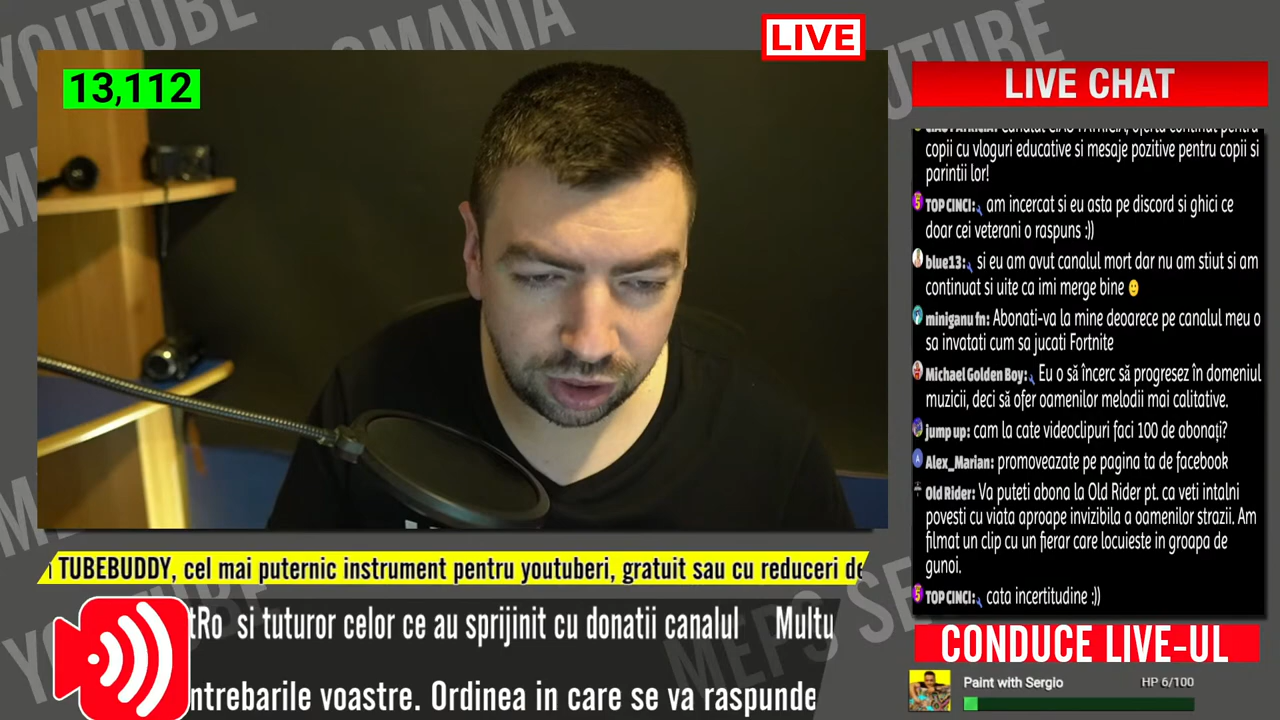 YOUTUBE
LIVE
13,112
LIVE CHAT
copii cu vloguri educative si mesaje pozitive pentru copii si
parintii lor!
TOP CINCI: am incercat si eu asta pe discord si ghici ce
doar cei veterani o raspuns :))
blue13: si eu am avut canalul mort dar nu am stiut si am
continuat si uite ca imi merge bine 🙂
miniganu fn: Abonati-va la mine deoarece pe canalul meu o
sa invatati cum sa jucati Fortnite
Michael Golden Boy: Eu o să încerc să progresez în domeniul
muzicii, deci să ofer oamenilor melodii mai calitative.
jump up: cam la cate videoclipuri faci 100 de abonați?
Alex_Marian: promoveazate pe pagina ta de facebook
Old Rider: Va puteti abona la Old Rider pt. ca veti intalni
povesti cu viata aproape invizibila a oamenilor strazii. Am
filmat un clip cu un fierar care locuieste in groapa de
gunoi.
TOP CINCI: cata incertitudine :))
TUBEBUDDY, cel mai puternic instrument pentru youtuberi, gratuit sau cu reduceri de
tRo si tuturor celor ce au sprijinit cu donatii canalul Multu
ntrebarile voastre. Ordinea in care se va raspunde
CONDUCE LIVE-UL
Paint with Sergio HP 6/100